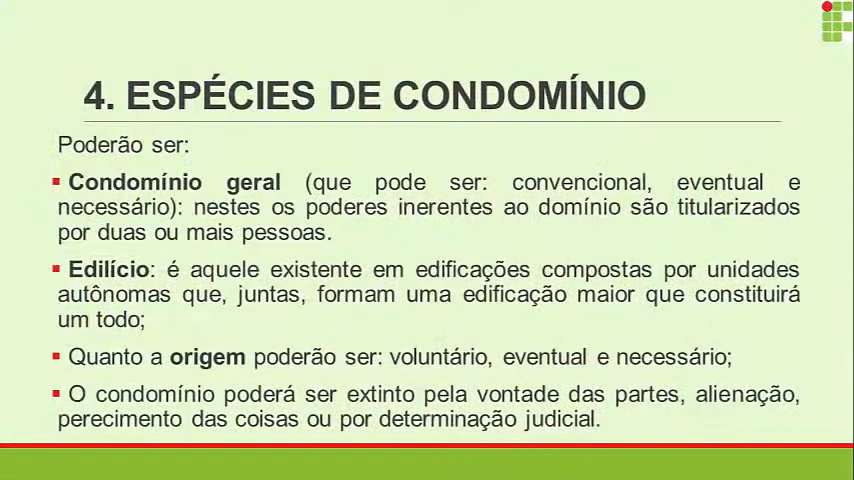 4. ESPÉCIES DE CONDOMÍNIO
Poderão ser:
▪ Condomínio geral (que pode ser: convencional, eventual e
necessário): nestes os poderes inerentes ao domínio são titularizados
por duas ou mais pessoas.
▪ Edilício: é aquele existente em edificações compostas por unidades
autônomas que, juntas, formam uma edificação maior que constituirá
um todo;
▪ Quanto a origem poderão ser: voluntário, eventual e necessário;
▪ O condomínio poderá ser extinto pela vontade das partes, alienação,
perecimento das coisas ou por determinação judicial.